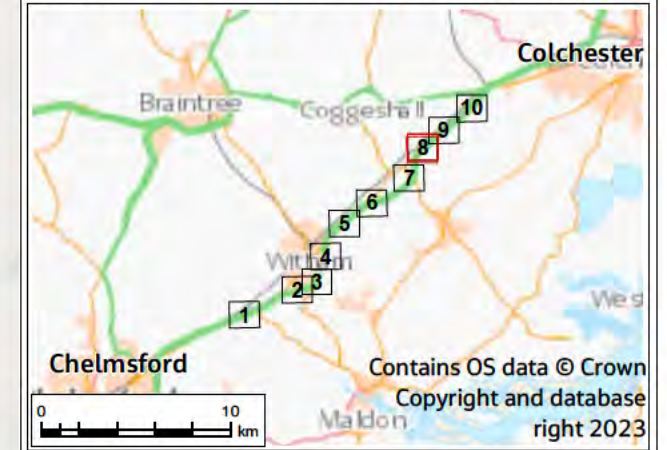 Colchester
Braintree
Coggeshall
10
9
8
7
6
5
4
Witham
3
2
1
West
Chelmsford
Contains OS data © Crown
Copyright and database
right 2023
0 10
km
Maldon